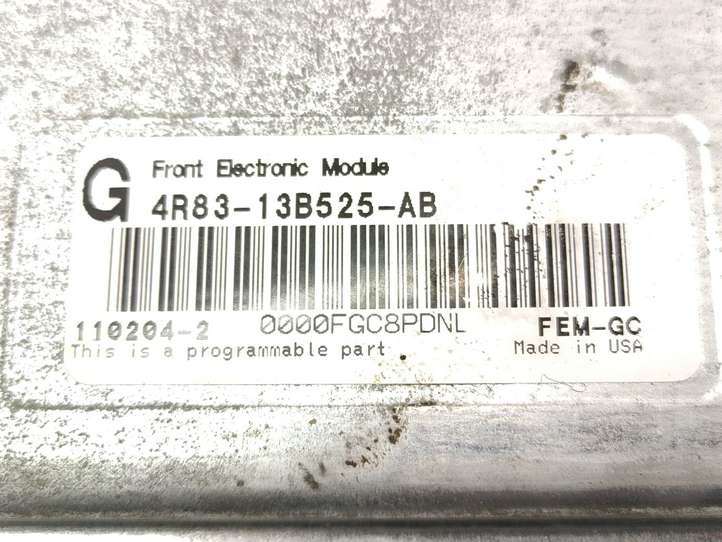 G Front Electronic Module
4R83-13B525-AB
110204-2 0000FGC8PDNL FEM-GC
This is a programmable part Made in USA